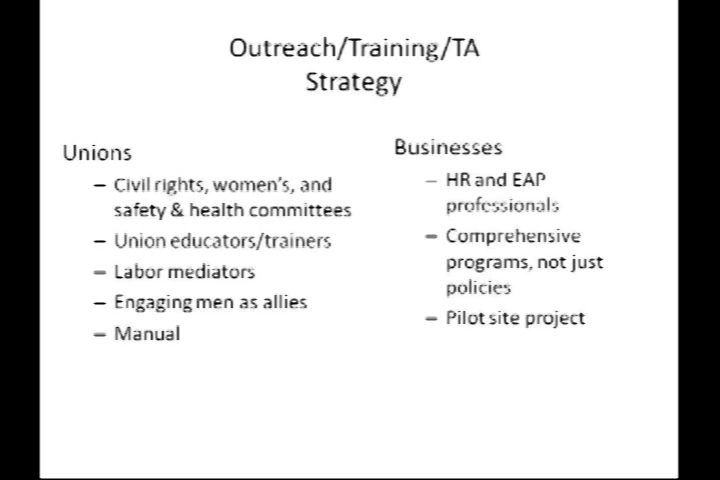 Outreach/Training/TA
Strategy
Unions
– Civil rights, women's, and
safety & health committees
– Union educators/trainers
– Labor mediators
– Engaging men as allies
– Manual
Businesses
– HR and EAP
professionals
– Comprehensive
programs, not just
policies
– Pilot site project